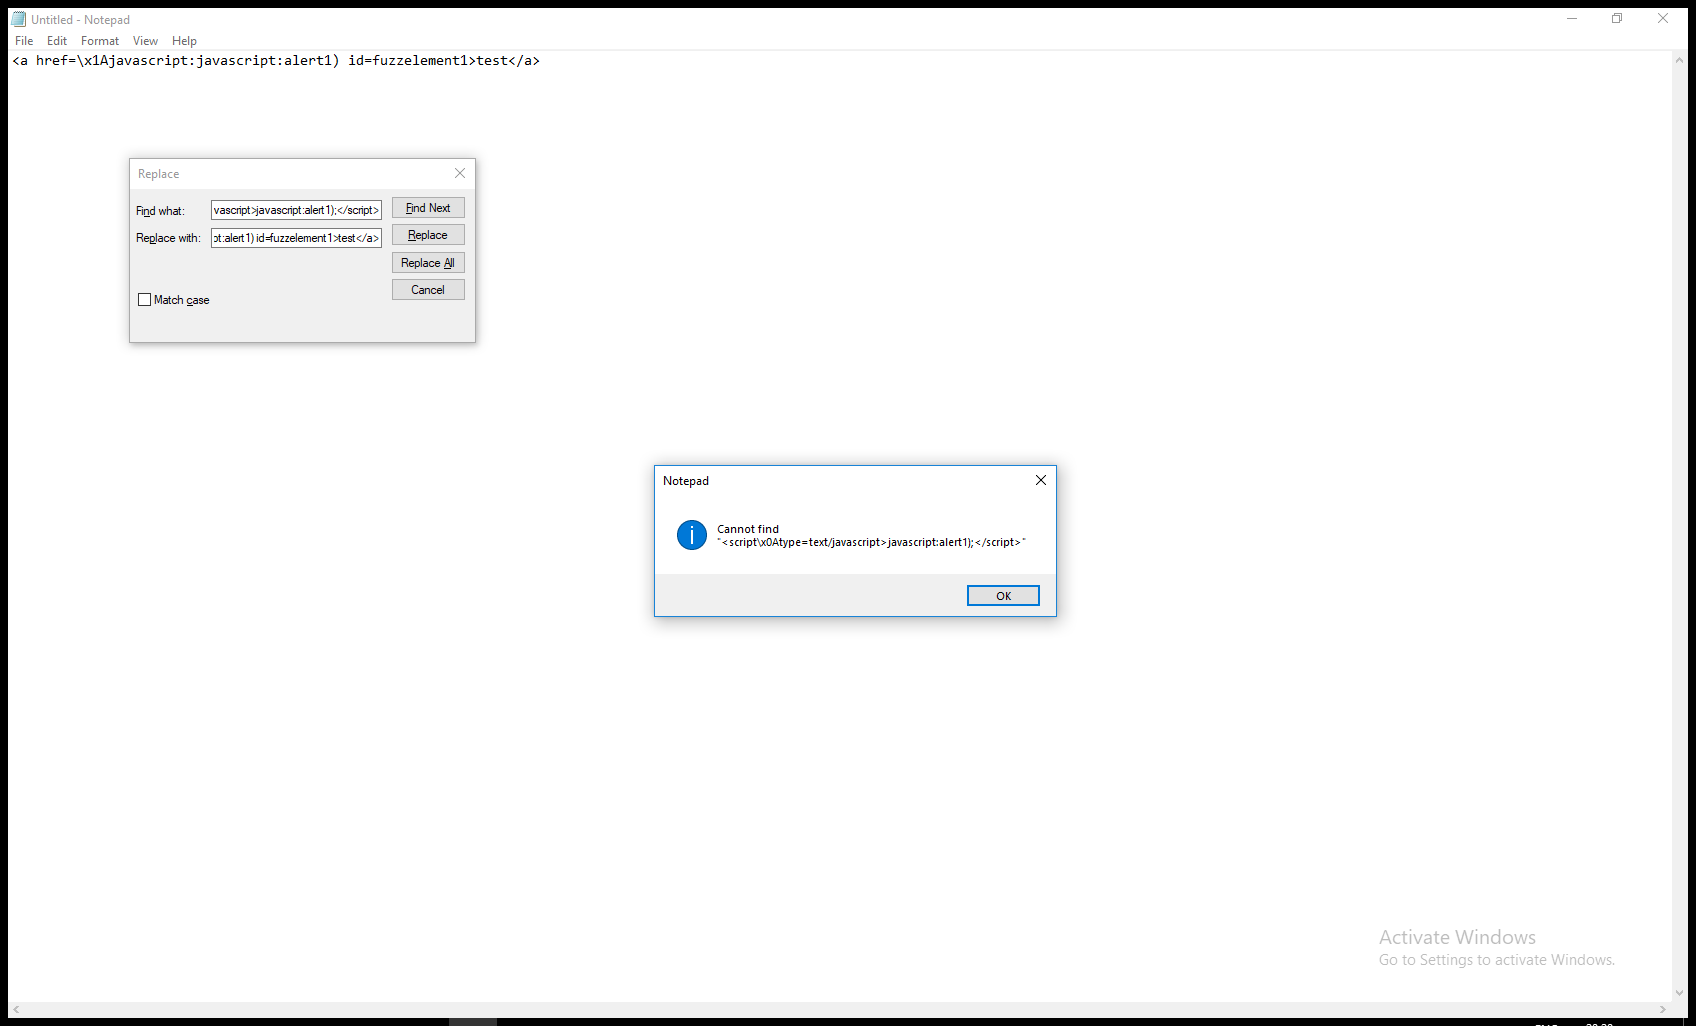 Untitled - Notepad
File Edit Format View Help
<a href=\x1Ajavascript:javascript:alert1) id=fuzzelement1>test</a>
Replace
Find what: vascript>javascript:alert1);</script> Find Next
Replace with: pt:alert1) id=fuzzelement1>test</a> Replace
Replace All
Cancel
Match case
Notepad
Cannot find
"<script\x0Atype=text/javascript>javascript:alert1);</script>"
OK
Activate Windows
Go to Settings to activate Windows.